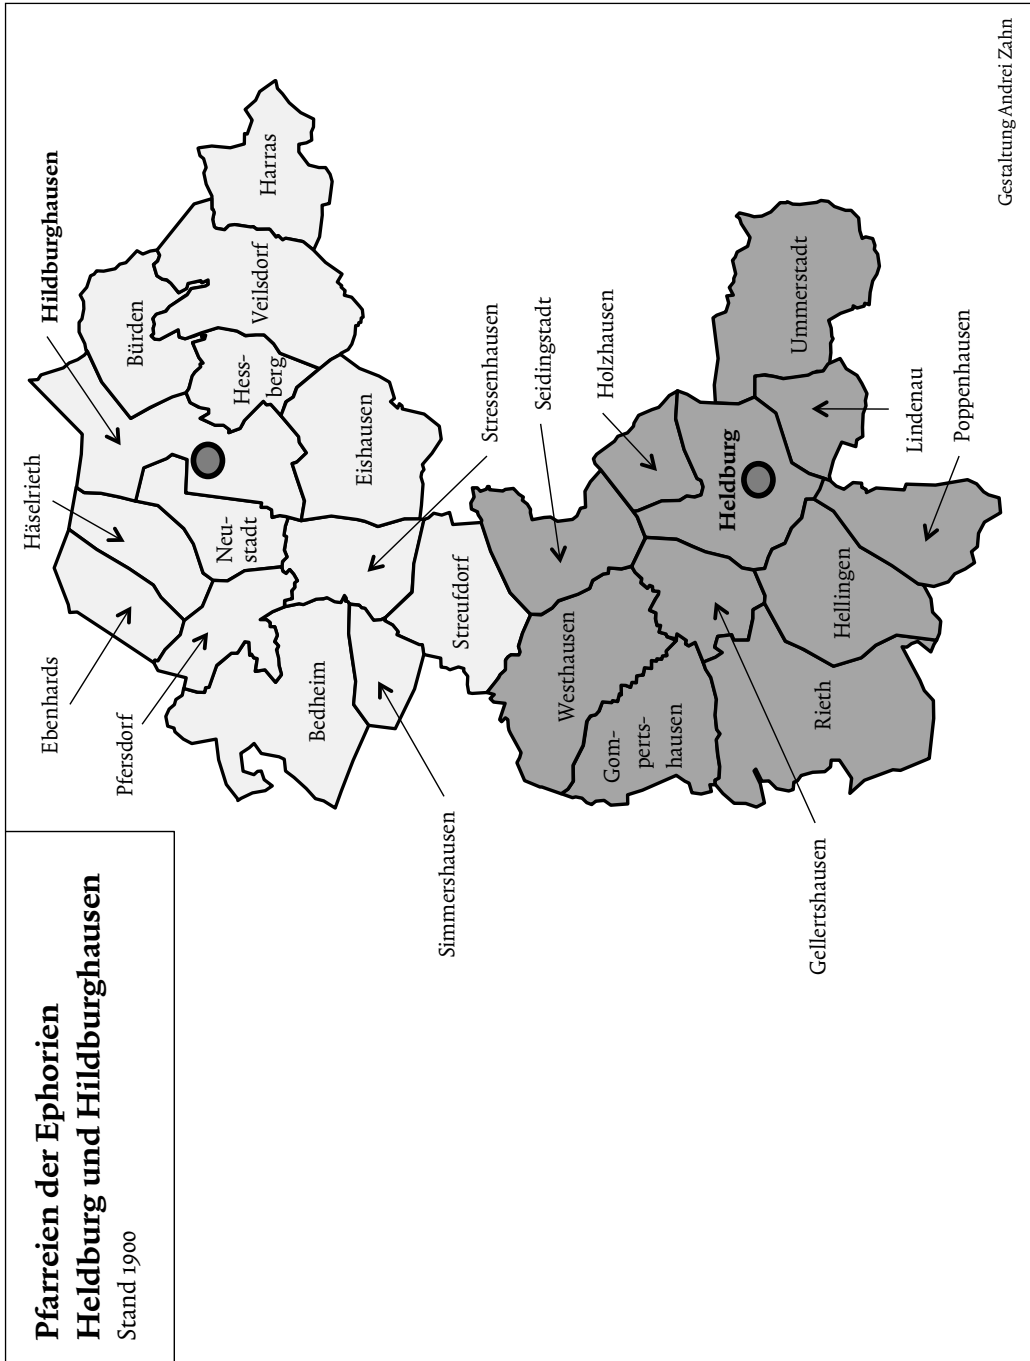 Pfarreien der Ephorien
Heldburg und Hildburghausen
Stand 1900
Häselrieth
Hildburghausen
Ebenhards
Pfersdorf
Bürden
Harras
Veilsdorf
Hess-
berg
Neu-
stadt
Eishausen
Bedheim
Simmershausen
Stressenhausen
Streufdorf
Seidingstadt
Holzhausen
Westhausen
Gom-
perts-
hausen
Heldburg
Ummerstadt
Gellertshausen
Rieth
Hellingen
Lindenau
Poppenhausen
Gestaltung Andrei Zahn